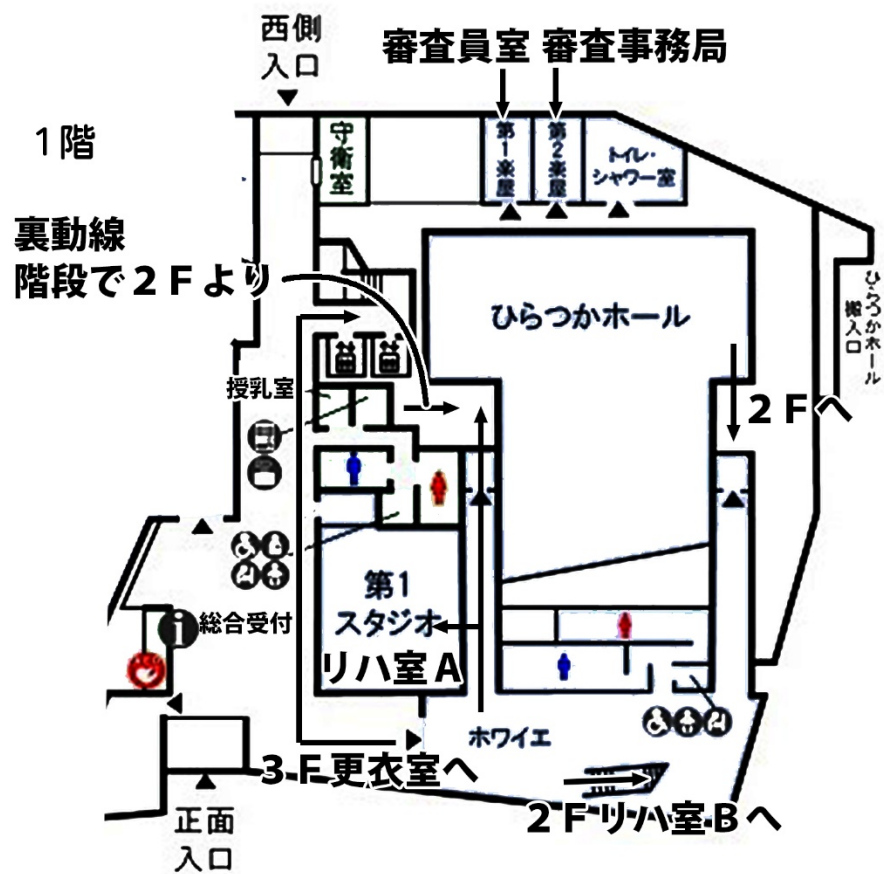 西側
入口
審査員室 審査事務局
1階
守衛室
第1楽屋
第2楽屋
トイレ・
シャワー室
裏動線
階段で2Fより
ひらつかホール
ひらつかホール
搬入口
授乳室
2Fへ
第1
スタジオ
リハ室A
総合受付
ホワイエ
3F更衣室へ
2Fリハ室Bへ
正面
入口